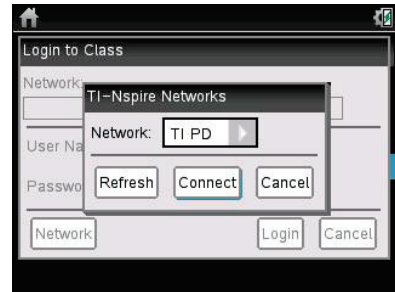 Login to Class
Network:
TI-Nspire Networks
Network: TI PD
User Na
Refresh Connect Cancel
Passwo
Network Login Cancel